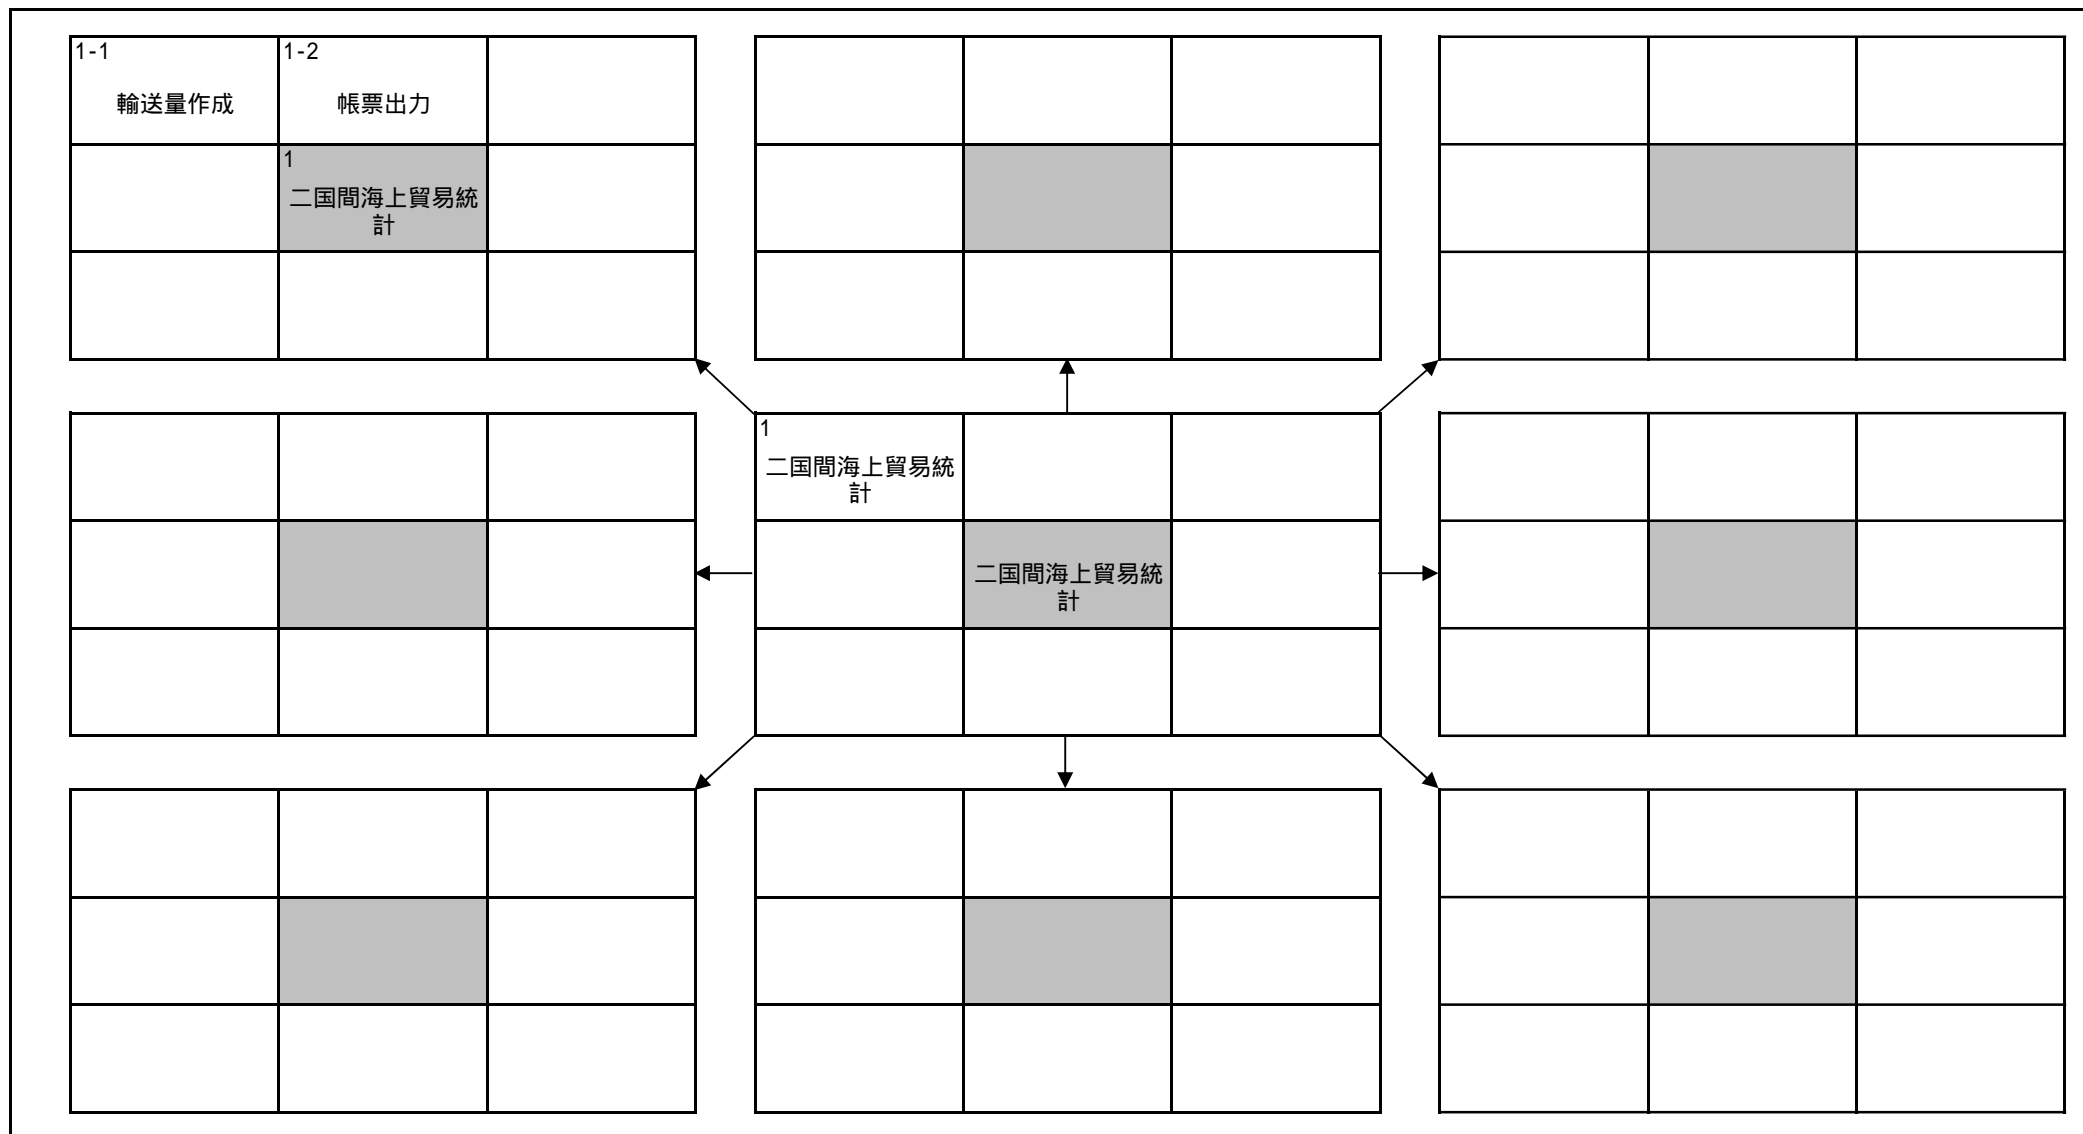 1-1
1-2
輸送量作成
帳票出力
1
二国間海上貿易統
計
1
二国間海上貿易統
計
二国間海上貿易統
計